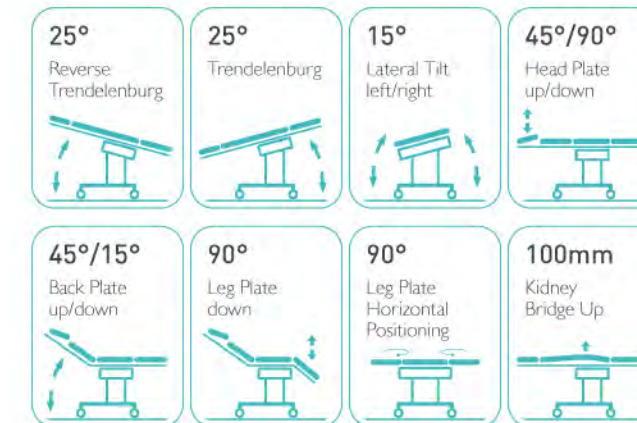 25°
Reverse
Trendelenburg
25°
Trendelenburg
15°
Lateral Tilt
left/right
45°/90°
Head Plate
up/down
45°/15°
Back Plate
up/down
90°
Leg Plate
down
90°
Leg Plate
Horizontal
Positioning
100mm
Kidney
Bridge Up